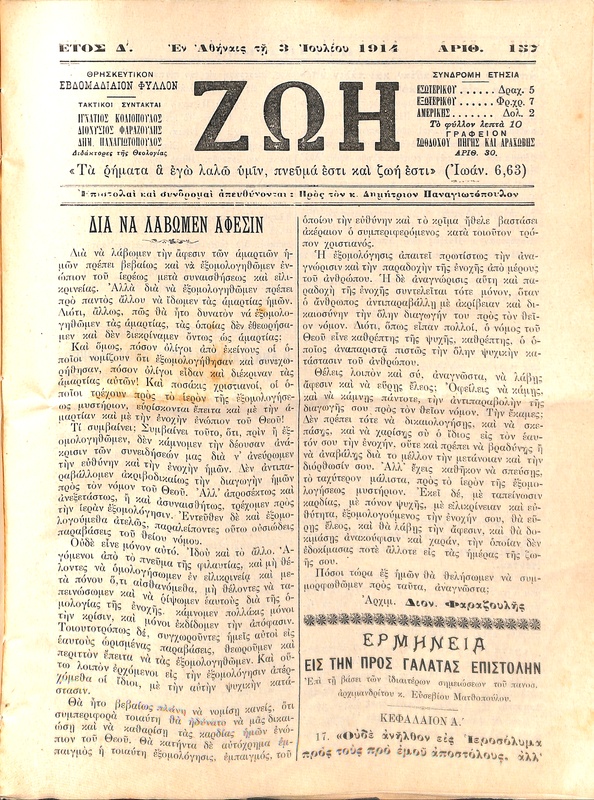 ΕΤΟΣ Δ΄. Ἐν Ἀθήναις τῇ 3 Ἰουλίου 1914 ΑΡΙΘ. 157
ΘΡΗΣΚΕΥΤΙΚΟΝ
ΕΒΔΟΜΑΔΙΑΙΟΝ ΦΥΛΛΟΝ
ΤΑΚΤΙΚΟΙ ΣΥΝΤΑΚΤΑΙ
ΙΓΝΑΤΙΟΣ ΚΟΛΙΟΠΟΥΛΟΣ
ΔΙΟΝΥΣΙΟΣ ΦΑΡΑΖΟΥΛΗΣ
ΔΗΜ. ΠΑΝΑΓΙΩΤΟΠΟΥΛΟΣ
Διδάκτορες τῆς Θεολογίας
ΖΩΗ
ΣΥΝΔΡΟΜΗ ΕΤΗΣΙΑ
ΕΣΩΤΕΡΙΚΟΥ...... Δραχ. 5
ΕΞΩΤΕΡΙΚΟΥ...... Φρ.χρ. 7
ΑΜΕΡΙΚΗΣ....... Δολ. 2
Τὸ φύλλον λεπτὰ 10
ΓΡΑΦΕΙΟΝ
ΖΩΟΔΟΧΟΥ ΠΗΓΗΣ ΚΑΙ ΑΡΑΧΩΒΗΣ
ΑΡΙΘ. 30.
«Τὰ ῥήματα ἃ ἐγὼ λαλῶ ὑμῖν, πνεῦμά ἐστι καὶ ζωή ἐστι» (Ἰωάν. 6,63)
Ἐπιστολαὶ καὶ συνδρομαὶ ἀπευθύνονται : Πρὸς τὸν κ. Δημήτριον Παναγιωτόπουλον
ΔΙΑ ΝΑ ΛΑΒΩΜΕΝ ΑΦΕΣΙΝ
Διὰ νὰ λάβωμεν τὴν ἄφεσιν τῶν ἁμαρτιῶν ἡ-
μῶν πρέπει βεβαίως καὶ νὰ ἐξομολογηθῶμεν ἐν-
ώπιον τοῦ ἱερέως μετὰ συναισθήσεως καὶ εἰλι-
κρινείας. Ἀλλὰ διὰ νὰ ἐξομολογηθῶμεν πρέπει
πρὸ παντὸς ἄλλου νὰ ἴδωμεν τὰς ἁμαρτίας ἡμῶν.
Διότι, ἄλλως, πῶς θὰ ἦτο δυνατὸν νὰ ἐξομολο-
γηθῶμεν τὰς ἁμαρτίας, τὰς ὁποίας δὲν ἐθεωρήσα-
μεν καὶ δὲν διεκρίναμεν ὄντως ὡς ἁμαρτίας;
Καὶ ὅμως, πόσον ὀλίγοι ἀπὸ ἐκείνους οἱ ὁ-
ποῖοι νομίζουν ὅτι ἐξομολογήθησαν καὶ συνεχω-
ρήθησαν, πόσον ὀλίγοι εἶδαν καὶ διέκριναν τὰς
ἁμαρτίας αὐτῶν! Καὶ ποσάκις χριστιανοί, οἱ ὁ-
ποῖοι τρέχουν πρὸς τὸ ἱερὸν τῆς ἐξομολογήσε-
ως μυστήριον, εὑρίσκονται ἔπειτα καὶ μὲ τὴν ἁ-
μαρτίαν καὶ μὲ τὴν ἐνοχὴν ἐνώπιον τοῦ Θεοῦ!
Τί συμβαίνει; Συμβαίνει τοῦτο, ὅτι, πρὶν ἢ ἐξ-
ομολογηθῶμεν, δὲν κάμνομεν τὴν δέουσαν ἀνά-
κρισιν τῶν συνειδήσεών μας διὰ ν' ἀνεύρωμεν
τὴν εὐθύνην καὶ τὴν ἐνοχὴν ἡμῶν. Δὲν ἀντιπα-
ραβάλλομεν ἀκριβοδικαίως τὴν διαγωγὴν ἡμῶν
πρὸς τὸν νόμον τοῦ Θεοῦ. Ἀλλ' ἀπροσέκτως καὶ
ἀνεξετάστως, ἢ καὶ ἀσυναισθήτως, τρέχομεν πρὸς
τὴν ἱερὰν ἐξομολόγησιν. Ἐντεῦθεν δὲ καὶ ἐξομο-
λογούμεθα ἀτελῶς, παραλείποντες οὕτω οὐσιώδεις
παραβάσεις τοῦ θείου νόμου.
Οὐδὲ εἶνε μόνον αὐτό. Ἰδοὺ καὶ τὸ ἄλλο. Ἀ-
γόμενοι ἀπὸ τὸ πνεῦμα τῆς φιλαυτίας, καὶ μὴ θέ-
λοντες νὰ ὁμολογήσωμεν ἐν εἰλικρινείᾳ καὶ με-
τὰ πόνου ὅ,τι αἰσθανόμεθα, μὴ θέλοντες νὰ τα-
πεινώσωμεν καὶ νὰ ῥίψωμεν ἑαυτοὺς διὰ τῆς ὁ-
μολογίας τῆς ἐνοχῆς, κάμνομεν πολλάκις μόνοι
τὴν κρίσιν, καὶ μόνοι ἐκδίδομεν τὴν ἀπόφασιν.
Τοιουτοτρόπως δέ, συγχωροῦντες ἡμεῖς αὐτοὶ εἰς
ἑαυτοὺς ὡρισμένας παραβάσεις, θεωροῦμεν καὶ
περιττὸν ἔπειτα νὰ τὰς ἐξομολογηθῶμεν. Καὶ οὕ-
τω λοιπὸν ἐρχόμενοι εἰς τὴν ἐξομολόγησιν ἀπερ-
χόμεθα οἱ ἴδιοι, μὲ τὴν αὐτὴν ψυχικὴν κατά-
στασιν.
Θὰ ἦτο βεβαίως πλάνη νὰ νομίσῃ κανείς, ὅτι
συμπεριφορὰ τοιαύτη θὰ ἠδύνατο νὰ μᾶς δικαι-
ώσῃ καὶ νὰ καθαρίσῃ τὰς καρδίας ἡμῶν ἐνώ-
πιον τοῦ Θεοῦ. Θὰ κατήντα δὲ αὐτόχρημα ἐμ-
παιγμὸς ἡ τοιαύτη ἐξομολόγησις, ἐμπαιγμός, τοῦ
ὁποίου τὴν εὐθύνην καὶ τὸ κρῖμα ἤθελε βαστάσει
ἀκέραιον ὁ συμπεριφερόμενος κατὰ τοιοῦτον τρό-
πον χριστιανός.
Ἡ ἐξομολόγησις ἀπαιτεῖ πρωτίστως τὴν ἀνα-
γνώρισιν καὶ τὴν παραδοχὴν τῆς ἐνοχῆς ἀπὸ μέρους
τοῦ ἀνθρώπου. Ἡ δὲ ἀναγνώρισις αὕτη καὶ πα-
ραδοχὴ τῆς ἐνοχῆς συντελεῖται τότε μόνον, ὅταν
ὁ ἄνθρωπος ἀντιπαραβάλλῃ μὲ ἀκρίβειαν καὶ δι-
καιοσύνην τὴν ὅλην διαγωγήν του πρὸς τὸν θεῖ-
ον νόμον. Διότι, ὅπως εἶπαν πολλοί, ὁ νόμος τοῦ
Θεοῦ εἶνε καθρέπτης τῆς ψυχῆς, καθρέπτης, ὁ ὁ-
ποῖος ἀναπαριστᾷ πιστῶς τὴν ὅλην ψυχικὴν κα-
τάστασιν τοῦ ἀνθρώπου.
Θέλεις λοιπὸν καὶ σύ, ἀναγνῶστα, νὰ λάβῃς
ἄφεσιν καὶ νὰ εὕρῃς ἔλεος; Ὀφείλεις νὰ κάμῃς,
καὶ νὰ κάμνῃς πάντοτε, τὴν ἀντιπαραβολὴν τῆς
διαγωγῆς σου πρὸς τὸν θεῖον νόμον. Τὴν ἔκαμες;
Δὲν πρέπει τότε νὰ δικαιολογήσῃς, καὶ νὰ σκε-
πάσῃς, καὶ νὰ χαρίσῃς σὺ ὁ ἴδιος εἰς τὸν ἑαυ-
τόν σου τὴν ἐνοχήν, οὔτε καὶ πρέπει νὰ βραδύνῃς ἢ
νὰ ἀναβάλῃς διὰ τὸ μέλλον τὴν μετάνοιαν καὶ τὴν
διόρθωσίν σου. Ἀλλ' ἔχεις καθῆκον νὰ σπεύσῃς,
τὸ ταχύτερον μάλιστα, πρὸς τὸ ἱερὸν τῆς ἐξομο-
λογήσεως μυστήριον. Ἐκεῖ δέ, μὲ ταπείνωσιν
καρδίας, μὲ πόνον ψυχῆς, μὲ εἰλικρίνειαν καὶ εὐ-
θύτητα, ἐξομολογούμενος τὴν ἐνοχήν σου, θὰ εὕ-
ρῃς ἔλεος, καὶ θὰ λάβῃς τὴν ἄφεσιν, καὶ θὰ δο-
κιμάσῃς ἀνακούφισιν καὶ χαράν, τὴν ὁποίαν δὲν
ἐδοκίμασας ποτὲ ἄλλοτε εἰς τὰς ἡμέρας τῆς ζω-
ῆς σου.
Πόσοι τώρα ἐξ ἡμῶν θὰ θελήσωμεν νὰ συμ-
μορφωθῶμεν πρὸς ταῦτα, ἀναγνῶστα;
Ἀρχιμ. Διον. Φαραζουλῆς
ΕΡΜΗΝΕΙΑ
ΕΙΣ ΤΗΝ ΠΡΟΣ ΓΑΛΑΤΑΣ ΕΠΙΣΤΟΛΗΝ
Ἐπὶ τῇ βάσει τῶν ἰδιαιτέρων σημειώσεων τοῦ πανοσ.
ἀρχιμανδρίτου κ. Εὐσεβίου Ματθοπούλου.
ΚΕΦΑΛΑΙΟΝ Α.΄
17. «Οὐδὲ ἀνῆλθον εἰς Ἱεροσόλυμα
πρὸς τοὺς πρὸ ἐμοῦ ἀποστόλους, ἀλλ'